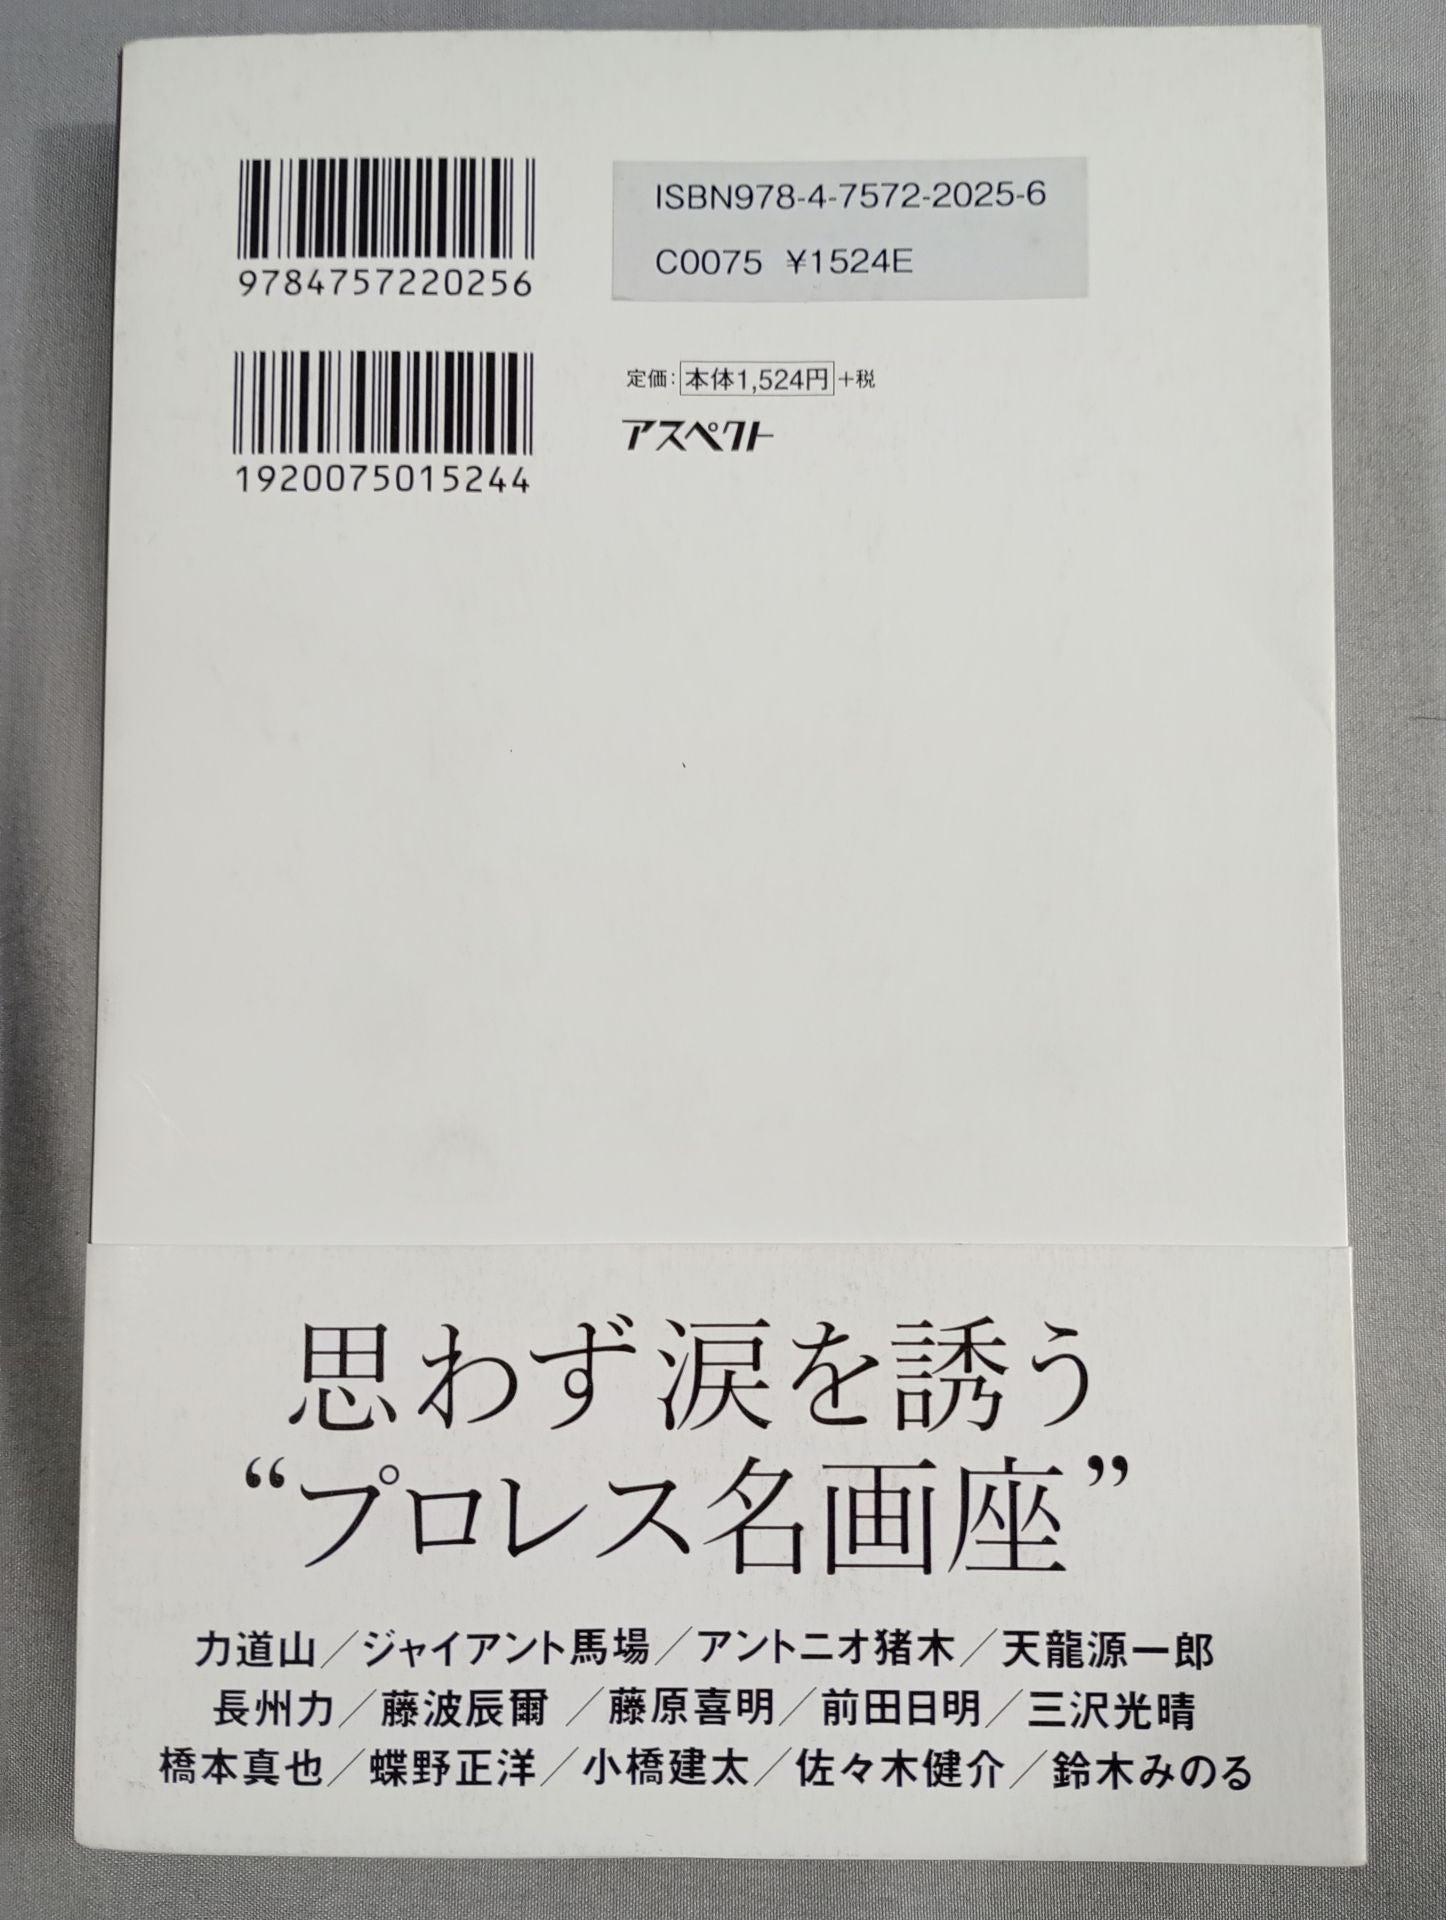 9784757220256
ISBN978-4-7572-2025-6
C0075 ¥1524E
1920075015244
定価:本体1,524円+税
アスペクト
思わず涙を誘う
“プロレス名画座”
力道山／ジャイアント馬場／アントニオ猪木／天龍源一郎
長州力／藤波辰爾／藤原喜明／前田日明／三沢光晴
橋本真也／蝶野正洋／小橋建太／佐々木健介／鈴木みのる